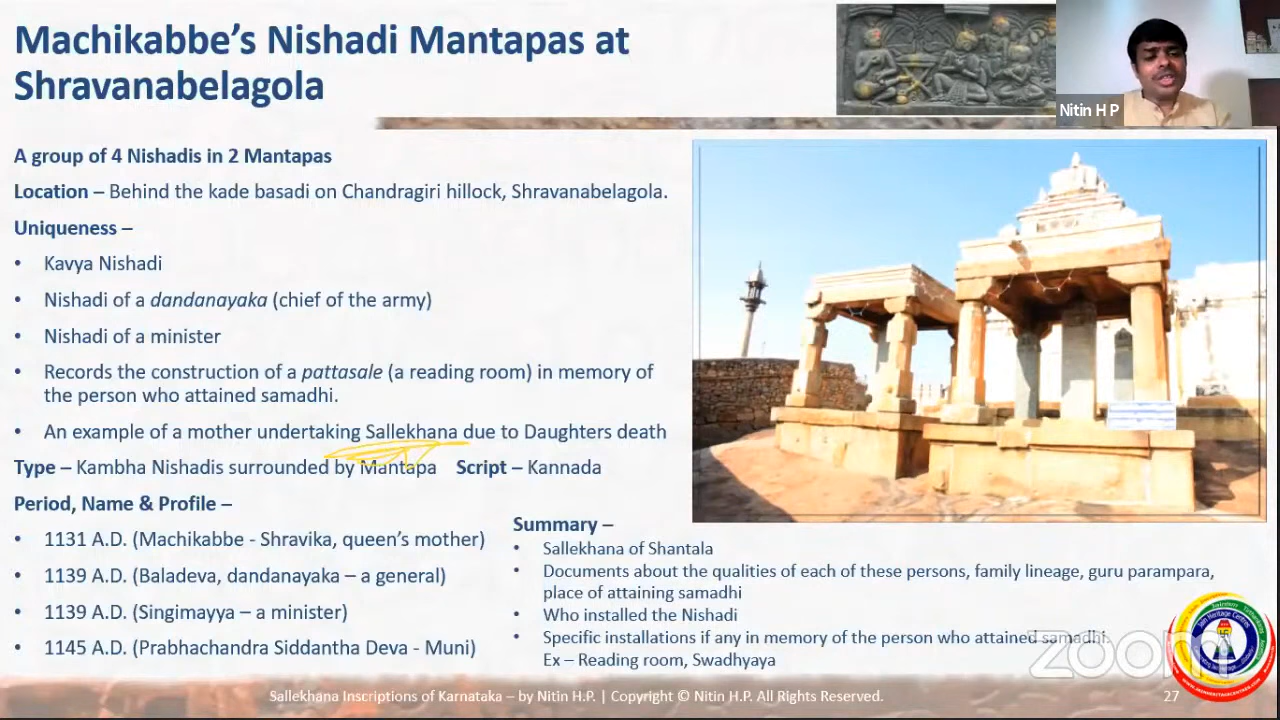 Machikabbe's Nishadi Mantapas at
Shravanabelagola
Nitin H P
A group of 4 Nishadis in 2 Mantapas
Location – Behind the kade basadi on Chandragiri hillock, Shravanabelagola.
Uniqueness –
• Kavya Nishadi
• Nishadi of a dandanayaka (chief of the army)
• Nishadi of a minister
• Records the construction of a pattasale (a reading room) in memory of
the person who attained samadhi.
• An example of a mother undertaking Sallekhana due to Daughters death
Type – Kambha Nishadis surrounded by Mantapa Script – Kannada
Period, Name & Profile –
• 1131 A.D. (Machikabbe - Shravika, queen's mother)
• 1139 A.D. (Baladeva, dandanayaka – a general)
• 1139 A.D. (Singimayya – a minister)
• 1145 A.D. (Prabhachandra Siddantha Deva - Muni)
Summary –
• Sallekhana of Shantala
• Documents about the qualities of each of these persons, family lineage, guru parampara,
place of attaining samadhi
• Who installed the Nishadi
• Specific installations if any in memory of the person who attained samadhi.
Ex – Reading room, Swadhyaya
zoom
Jain Heritage Centres
Sallekhana Inscriptions of Karnataka – by Nitin H.P. | Copyright © Nitin H.P. All Rights Reserved.
27